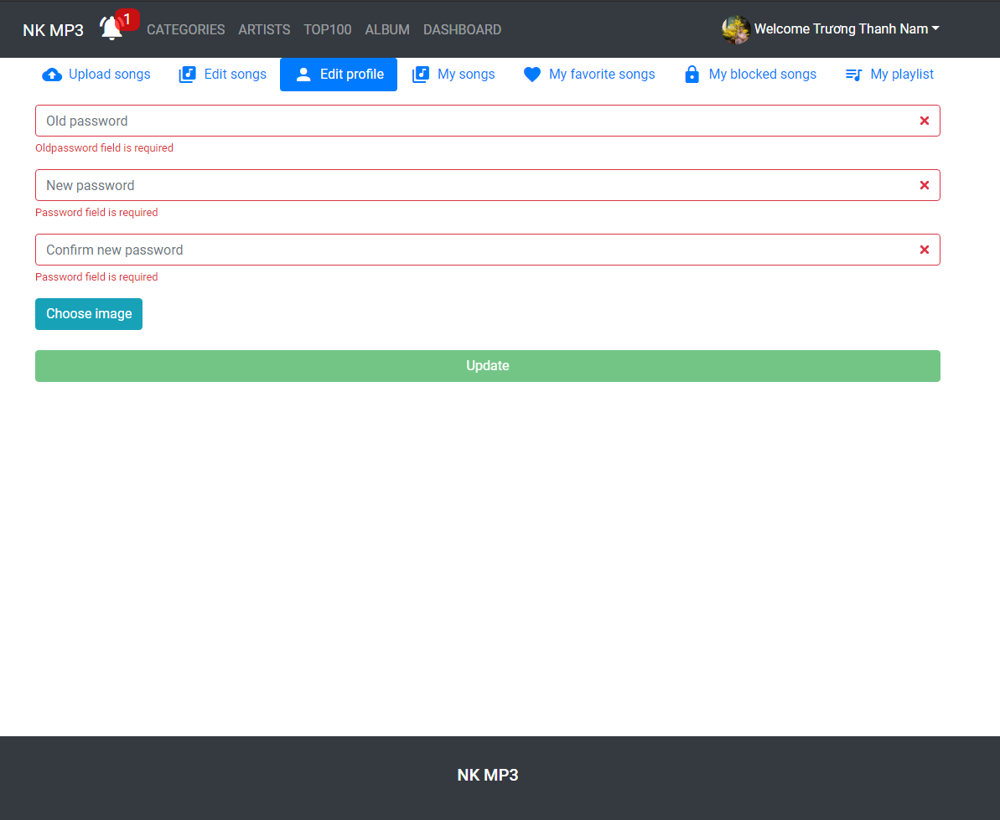 NK MP3 1 CATEGORIES ARTISTS TOP100 ALBUM DASHBOARD Welcome Trương Thanh Nam
Upload songs Edit songs Edit profile My songs My favorite songs My blocked songs My playlist
Old password
Oldpassword field is required
New password
Password field is required
Confirm new password
Password field is required
Choose image
Update
NK MP3